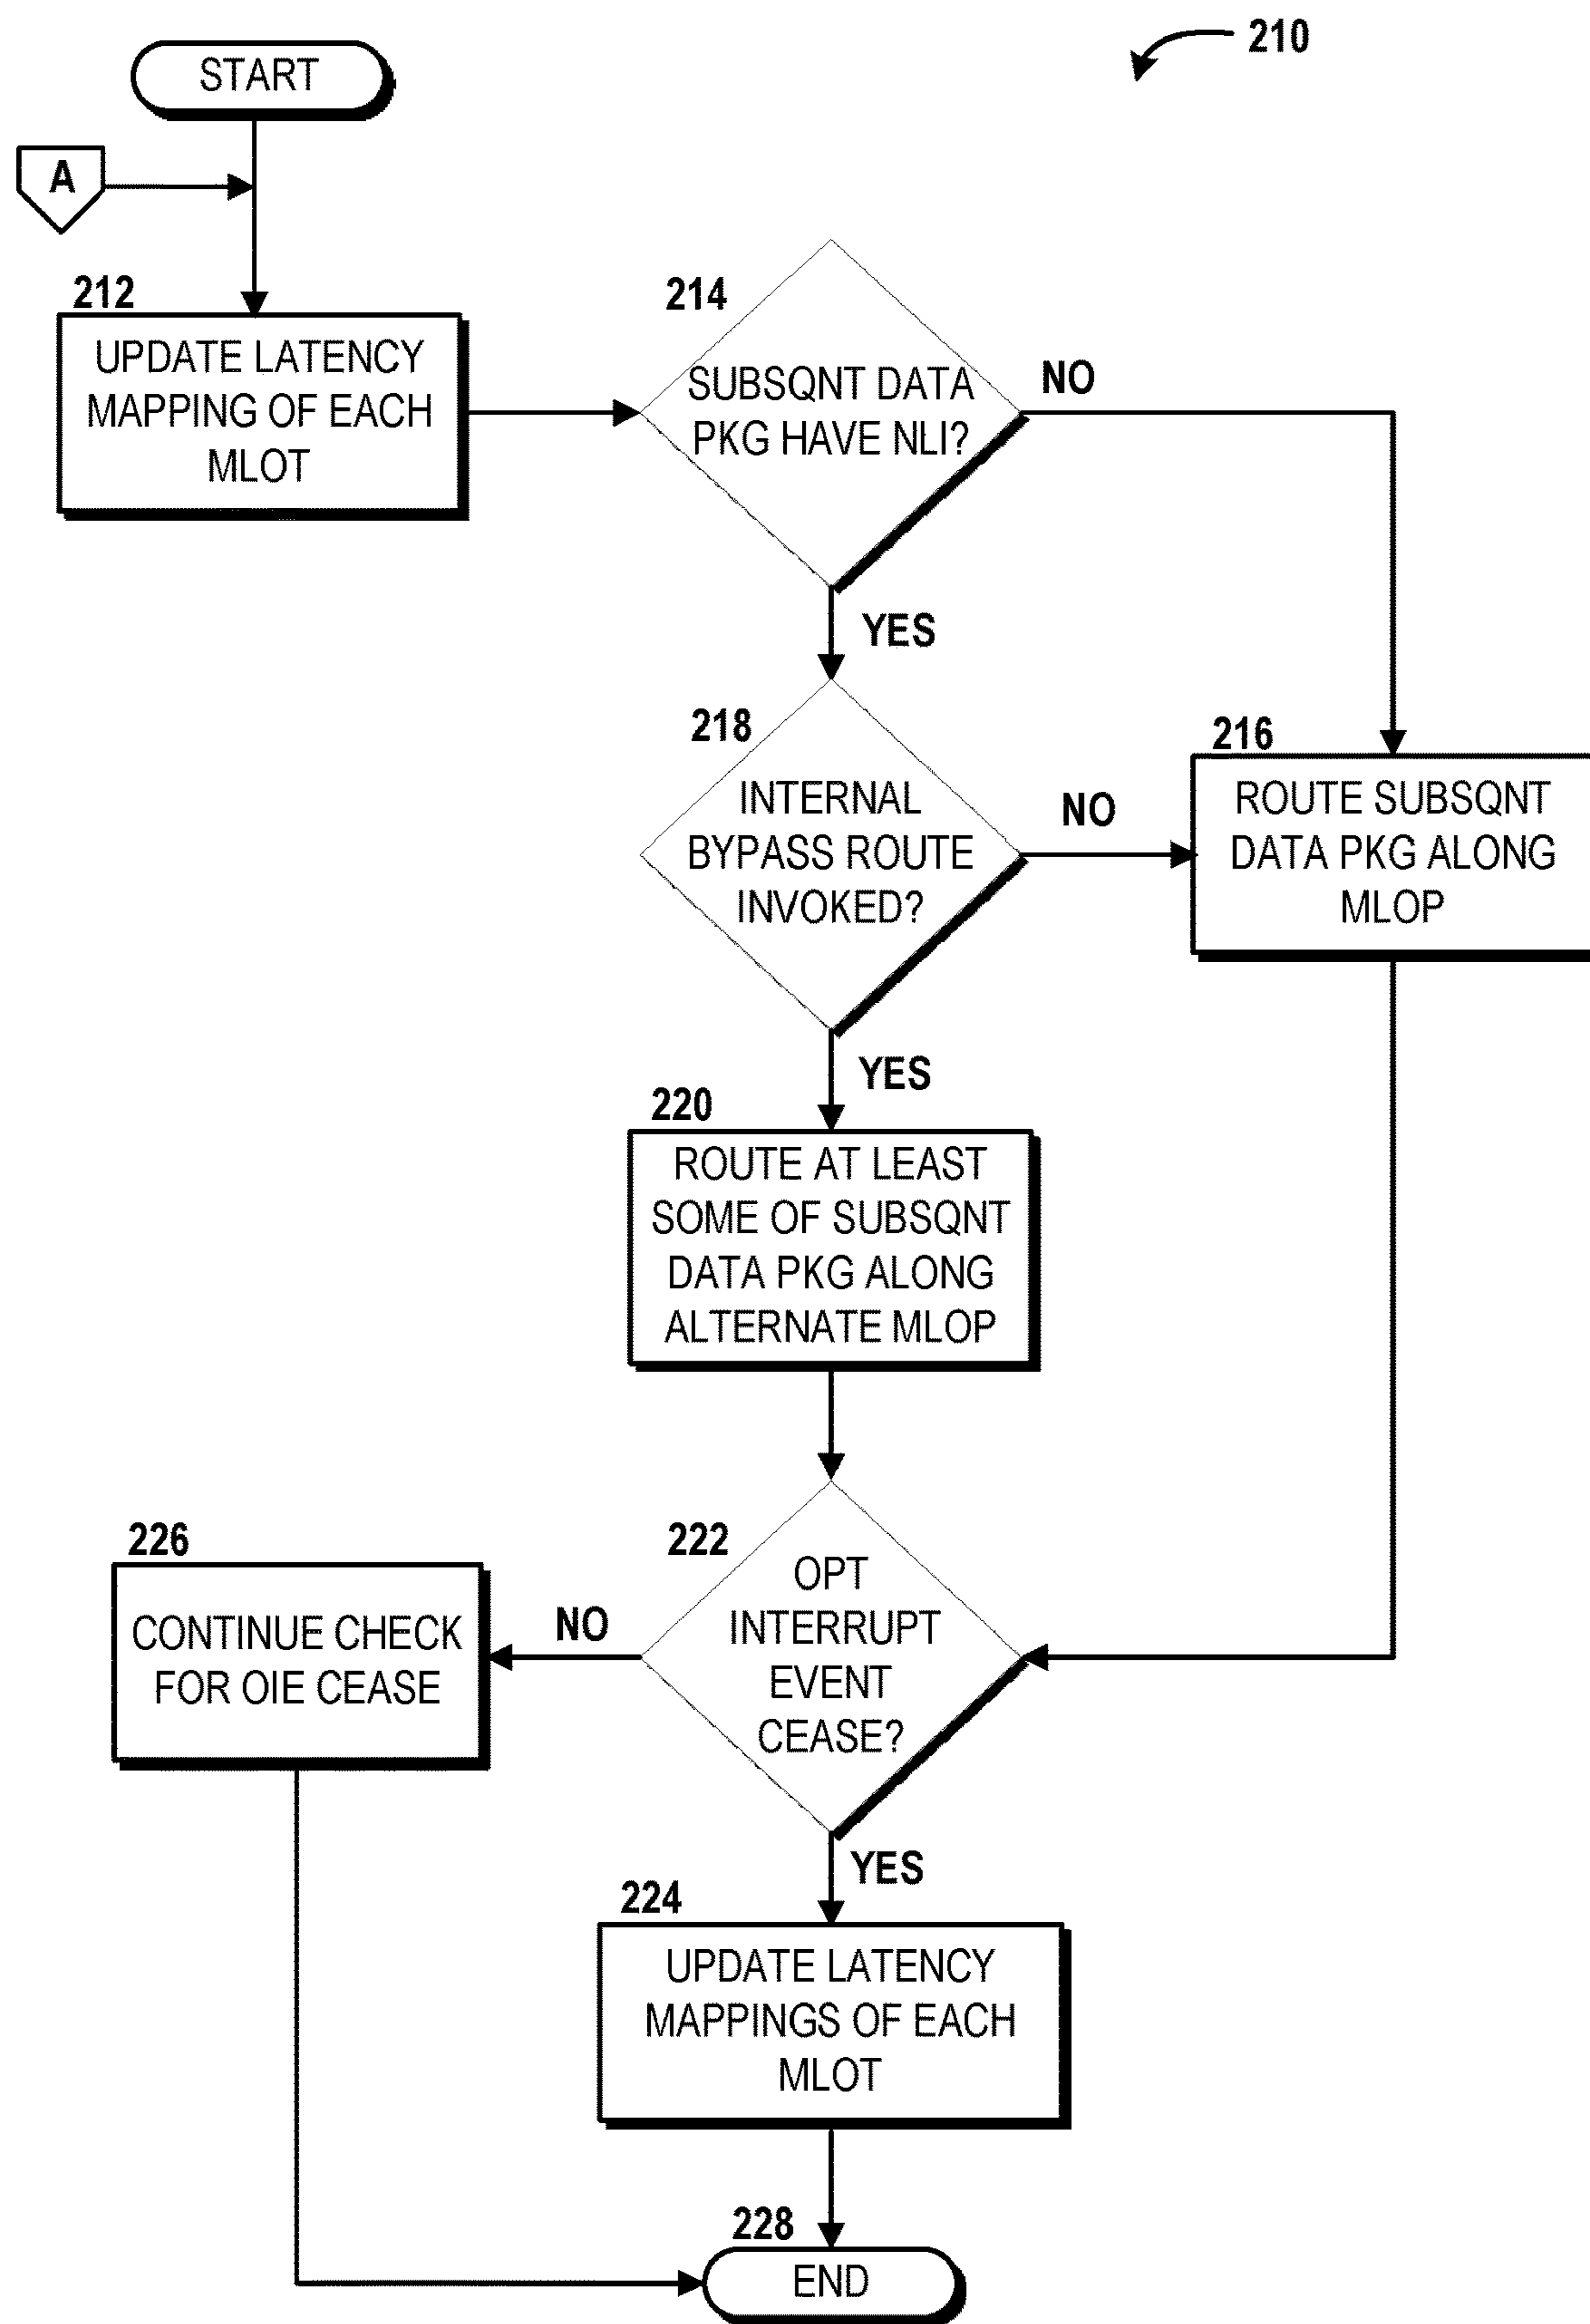 210
START
A
212
UPDATE LATENCY
MAPPING OF EACH
MLOT
214
SUBSQNT DATA
PKG HAVE NLI?
NO
YES
218
INTERNAL
BYPASS ROUTE
INVOKED?
NO
216
ROUTE SUBSQNT
DATA PKG ALONG
MLOP
YES
220
ROUTE AT LEAST
SOME OF SUBSQNT
DATA PKG ALONG
ALTERNATE MLOP
222
OPT
INTERRUPT
EVENT
CEASE?
NO
226
CONTINUE CHECK
FOR OIE CEASE
YES
224
UPDATE LATENCY
MAPPINGS OF EACH
MLOT
228
END